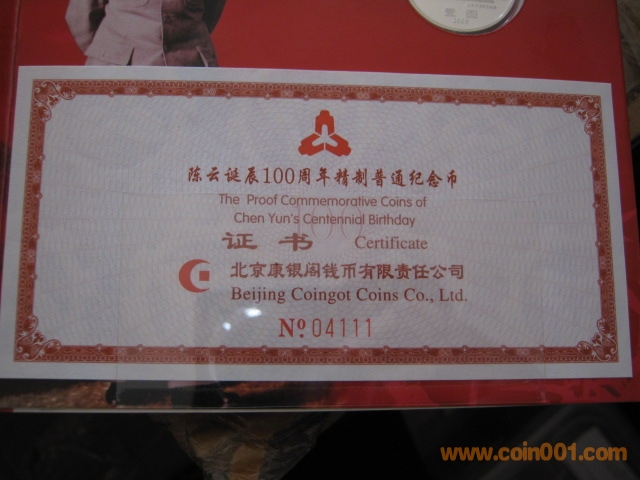 陈云诞辰100周年精制普通纪念币
The Proof Commemorative Coins of
Chen Yun's Centennial Birthday
证书 Certificate
北京康银阁钱币有限责任公司
Beijing Coingot Coins Co., Ltd.
Nº 04111
www.coin001.com